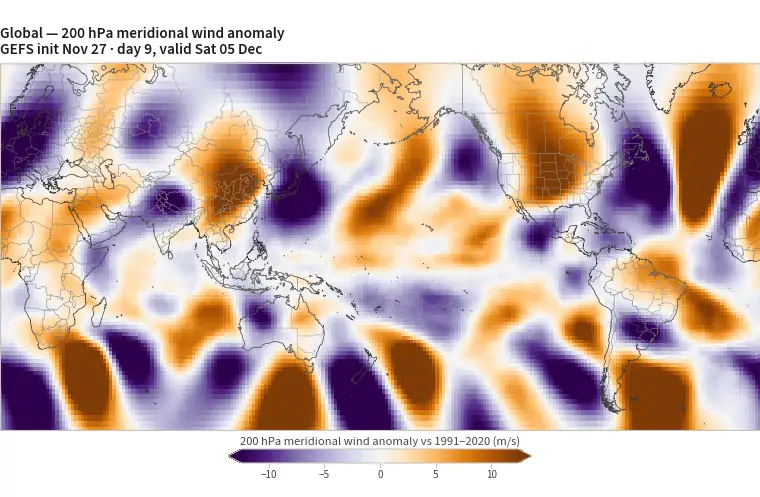 Global — 200 hPa meridional wind anomaly
GEFS init Nov 27 · day 9, valid Sat 05 Dec
200 hPa meridional wind anomaly vs 1991–2020 (m/s)
−10 −5 0 5 10